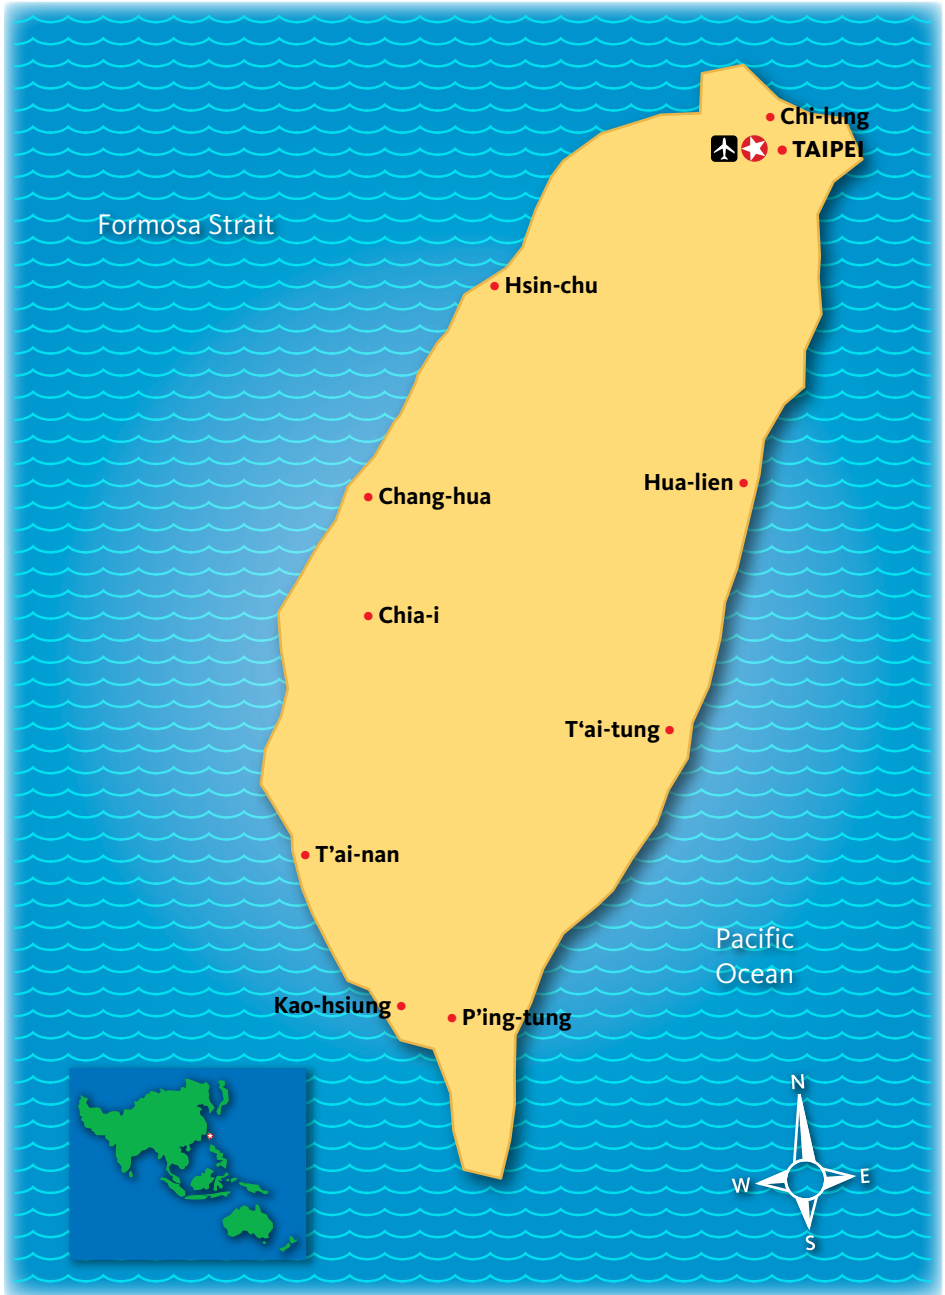 Chi-lung
TAIPEI
Formosa Strait
Hsin-chu
Hua-lien
Chang-hua
Chia-i
T‘ai-tung
T’ai-nan
Pacific
Ocean
Kao-hsiung
P’ing-tung
N
W
E
S